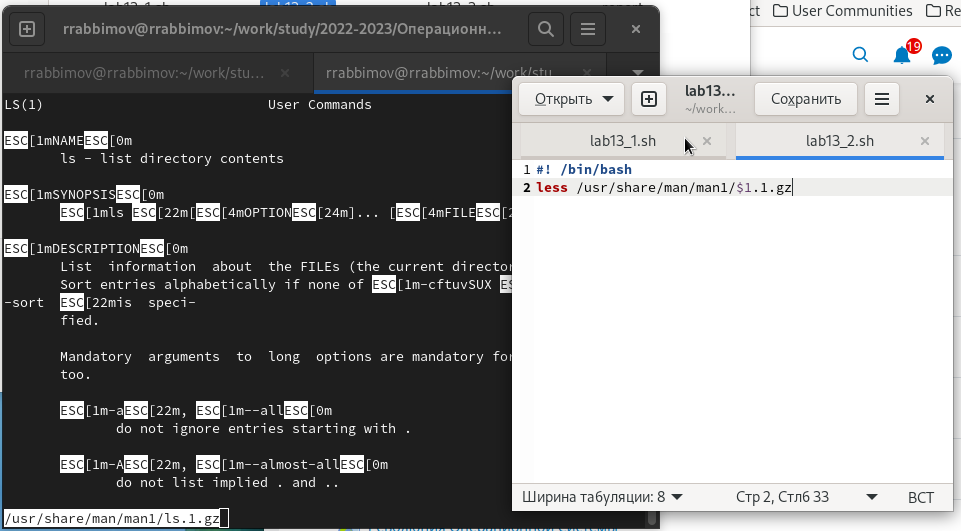 User Communities
19
rrabbimov@rrabbimov:~/work/study/2022-2023/Операционн...
rrabbimov@rrabbimov:~/work/stu...
rrabbimov@rrabbimov:~/work/stu
LS(1) User Commands
ESC[1mNAMEESC[0m
ls - list directory contents
ESC[1mSYNOPSISESC[0m
ESC[1mls ESC[22m[ESC[4mOPTIONESC[24m]... [ESC[4mFILEESC[2
ESC[1mDESCRIPTIONESC[0m
List information about the FILEs (the current director
Sort entries alphabetically if none of ESC[1m-cftuvSUX ES
-sort ESC[22mis speci-
fied.
Mandatory arguments to long options are mandatory for
too.
ESC[1m-aESC[22m, ESC[1m--allESC[0m
do not ignore entries starting with .
ESC[1m-AESC[22m, ESC[1m--almost-allESC[0m
do not list implied . and ..
/usr/share/man/man1/ls.1.gz
Открыть
lab13...
~/work...
Сохранить
lab13_1.sh
lab13_2.sh
1 #! /bin/bash
2 less /usr/share/man/man1/$1.1.gz
Ширина табуляции: 8
Стр 2, Стлб 33
ВСТ